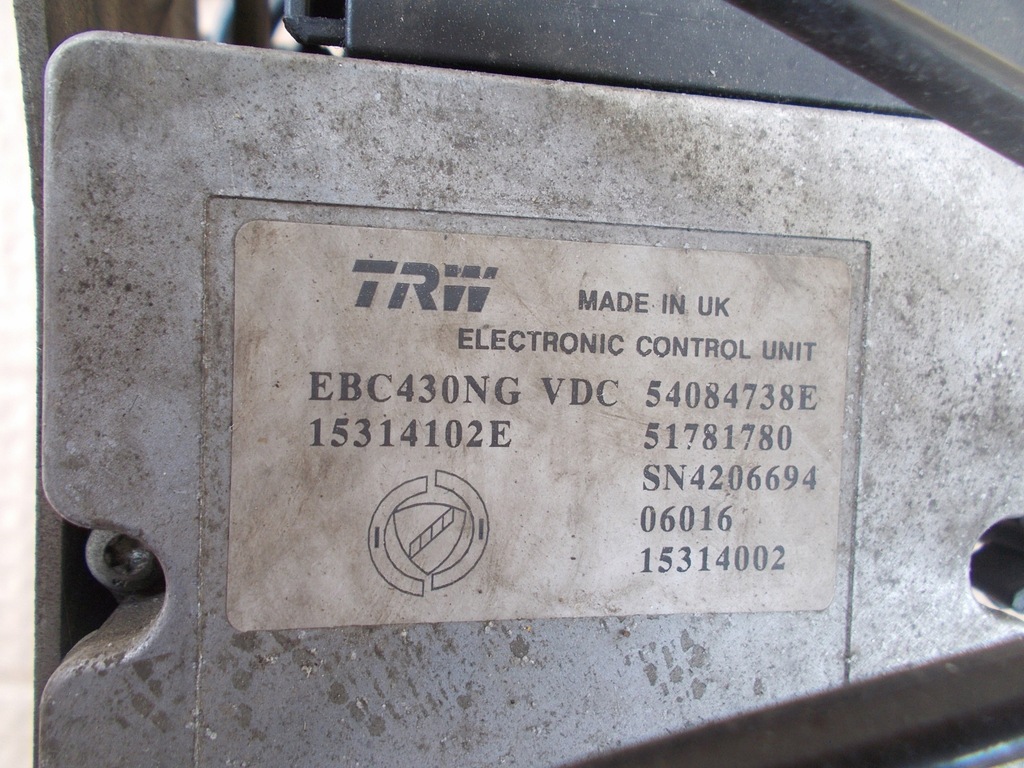 TRW MADE IN UK
ELECTRONIC CONTROL UNIT
EBC430NG VDC 54084738E
15314102E 51781780
SN4206694
06016
15314002